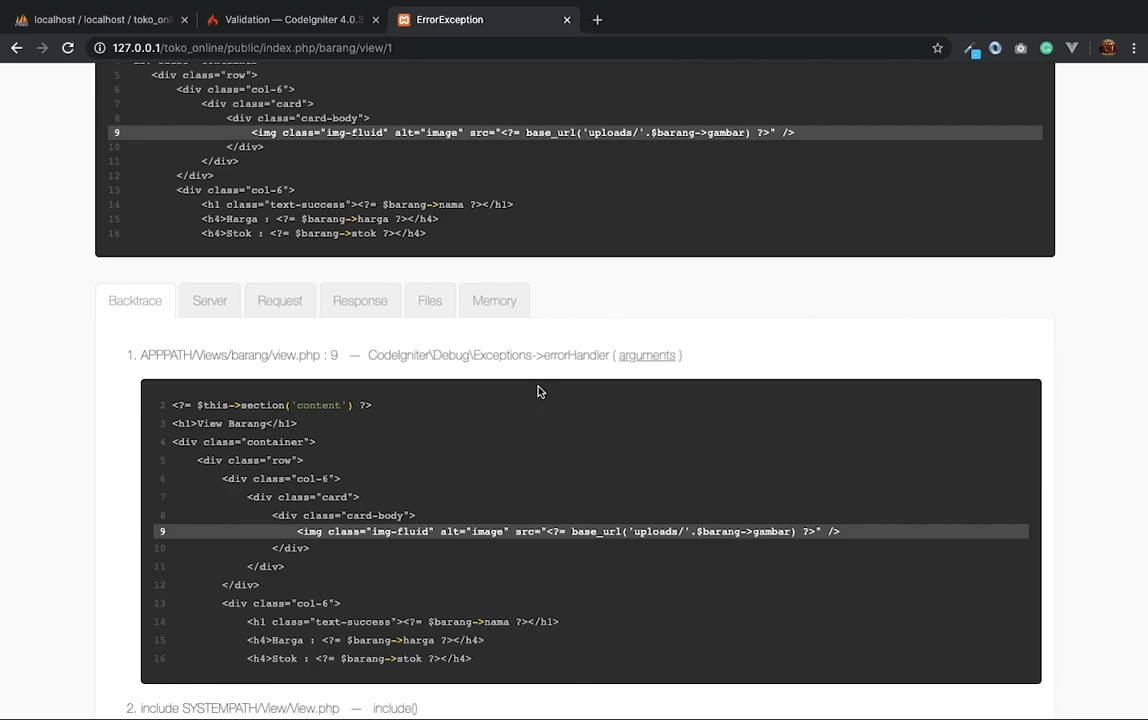 localhost / localhost / toko_onli
Validation — CodeIgniter 4.0.3
ErrorException
127.0.0.1/toko_online/public/index.php/barang/view/1
5 <div class="row">
6 <div class="col-6">
7 <div class="card">
8 <div class="card-body">
9 <img class="img-fluid" alt="image" src="<?= base_url('uploads/'.$barang->gambar) ?>" />
10 </div>
11 </div>
12 </div>
13 <div class="col-6">
14 <h1 class="text-success"><?= $barang->nama ?></h1>
15 <h4>Harga : <?= $barang->harga ?></h4>
16 <h4>Stok : <?= $barang->stok ?></h4>
Backtrace Server Request Response Files Memory
1. APPPATH/Views/barang/view.php : 9 — CodeIgniter\Debug\Exceptions->errorHandler ( arguments )
2 <?= $this->section('content') ?>
3 <h1>View Barang</h1>
4 <div class="container">
5 <div class="row">
6 <div class="col-6">
7 <div class="card">
8 <div class="card-body">
9 <img class="img-fluid" alt="image" src="<?= base_url('uploads/'.$barang->gambar) ?>" />
10 </div>
11 </div>
12 </div>
13 <div class="col-6">
14 <h1 class="text-success"><?= $barang->nama ?></h1>
15 <h4>Harga : <?= $barang->harga ?></h4>
16 <h4>Stok : <?= $barang->stok ?></h4>
2. include SYSTEMPATH/View/View.php — include()